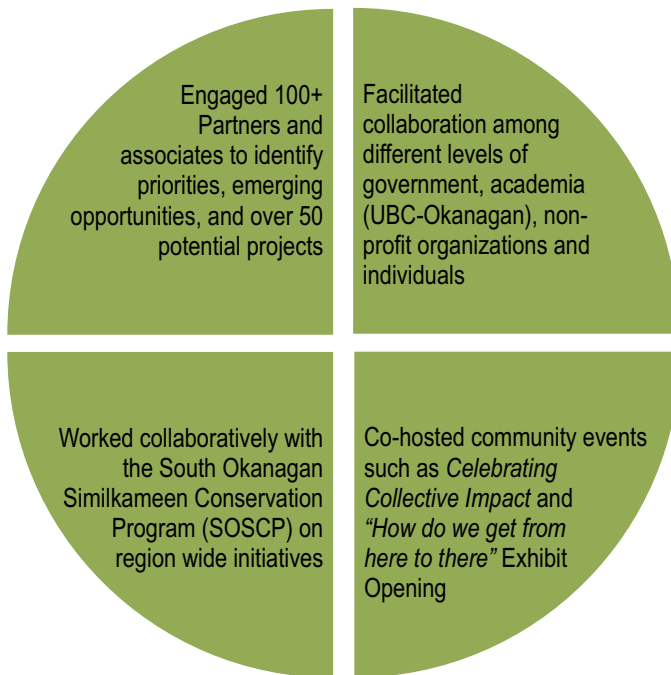 Engaged 100+
Partners and
associates to identify
priorities, emerging
opportunities, and over 50
potential projects
Facilitated
collaboration among
different levels of
government, academia
(UBC-Okanagan), non-
profit organizations and
individuals
Worked collaboratively with
the South Okanagan
Similkameen Conservation
Program (SOSCP) on
region wide initiatives
Co-hosted community events
such as Celebrating
Collective Impact and
“How do we get from
here to there” Exhibit
Opening